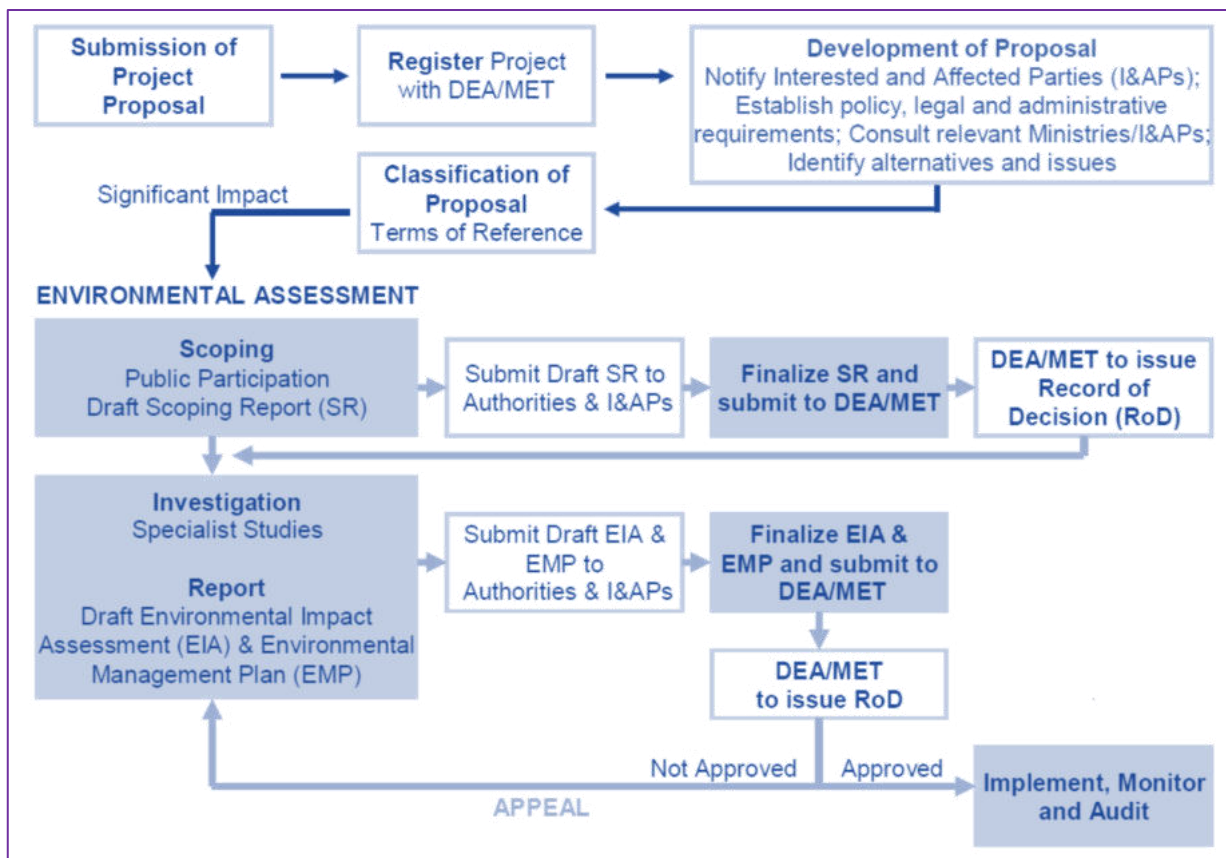 Submission of
Project
Proposal
Register Project
with DEA/MET
Development of Proposal
Notify Interested and Affected Parties (I&APs);
Establish policy, legal and administrative
requirements; Consult relevant Ministries/I&APs;
Identify alternatives and issues
Classification of
Proposal
Terms of Reference
Significant Impact
ENVIRONMENTAL ASSESSMENT
Scoping
Public Participation
Draft Scoping Report (SR)
Submit Draft SR to
Authorities & I&APs
Finalize SR and
submit to DEA/MET
DEA/MET to issue
Record of
Decision (RoD)
Investigation
Specialist Studies
Report
Draft Environmental Impact
Assessment (EIA) & Environmental
Management Plan (EMP)
Submit Draft EIA &
EMP to
Authorities & I&APs
Finalize EIA &
EMP and submit to
DEA/MET
DEA/MET
to issue RoD
Not Approved
Approved
APPEAL
Implement, Monitor
and Audit